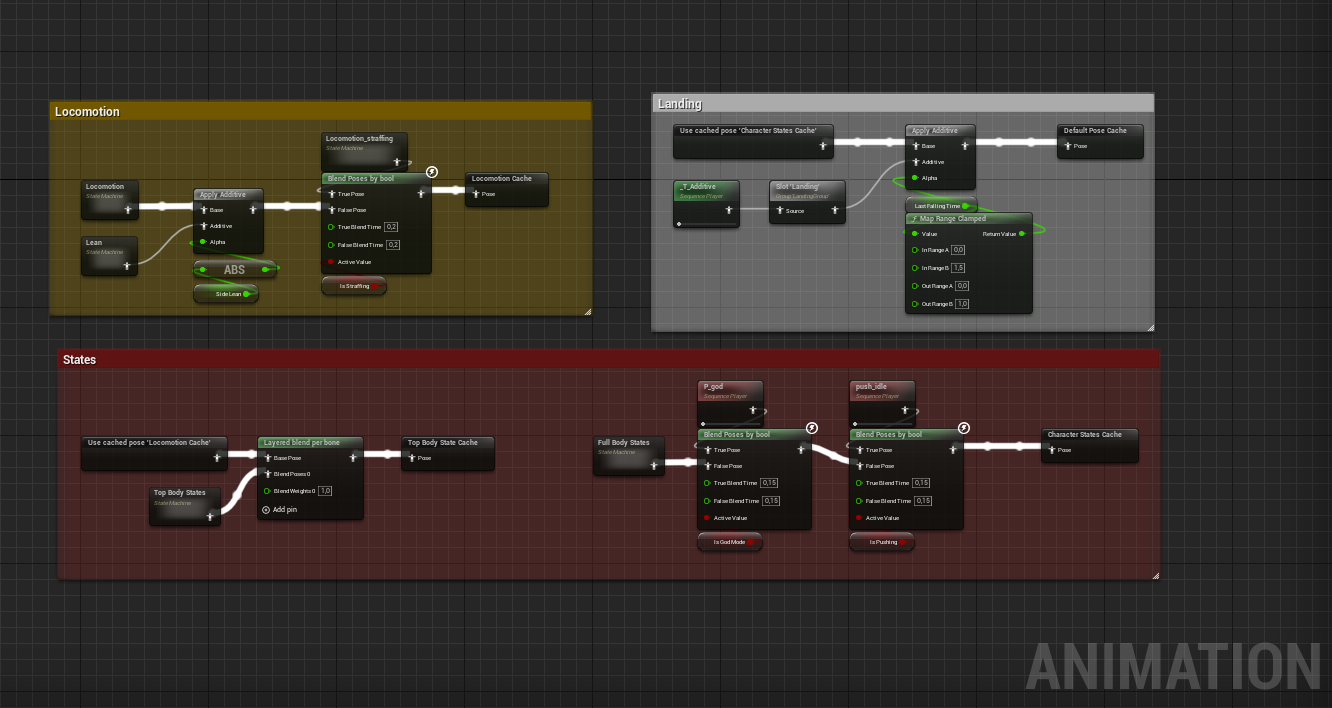 Locomotion
Locomotion_straffing
State Machine
Locomotion
State Machine
Lean
State Machine
Apply Additive
Base
Additive
Alpha
ABS
Side Lean
Blend Poses by bool
True Pose
False Pose
True Blend Time 0,2
False Blend Time 0,2
Active Value
Is Straffing
Locomotion Cache
Pose
Landing
Use cached pose 'Character States Cache'
_T_Additive
Sequence Player
Slot 'Landing'
Group LandingGroup
Source
Apply Additive
Base
Additive
Alpha
Last Falling Time
Map Range Clamped
Value Return Value
In Range A 0,0
In Range B 1,5
Out Range A 0,0
Out Range B 1,0
Default Pose Cache
Pose
States
Use cached pose 'Locomotion Cache'
Top Body States
State Machine
Layered blend per bone
Base Pose
Blend Poses 0
Blend Weights 0 1,0
Add pin
Top Body State Cache
Pose
Full Body States
State Machine
P_god
Sequence Player
Blend Poses by bool
True Pose
False Pose
True Blend Time 0,15
False Blend Time 0,15
Active Value
Is God Mode
push_idle
Sequence Player
Blend Poses by bool
True Pose
False Pose
True Blend Time 0,15
False Blend Time 0,15
Active Value
Is Pushing
Character States Cache
Pose
ANIMATION